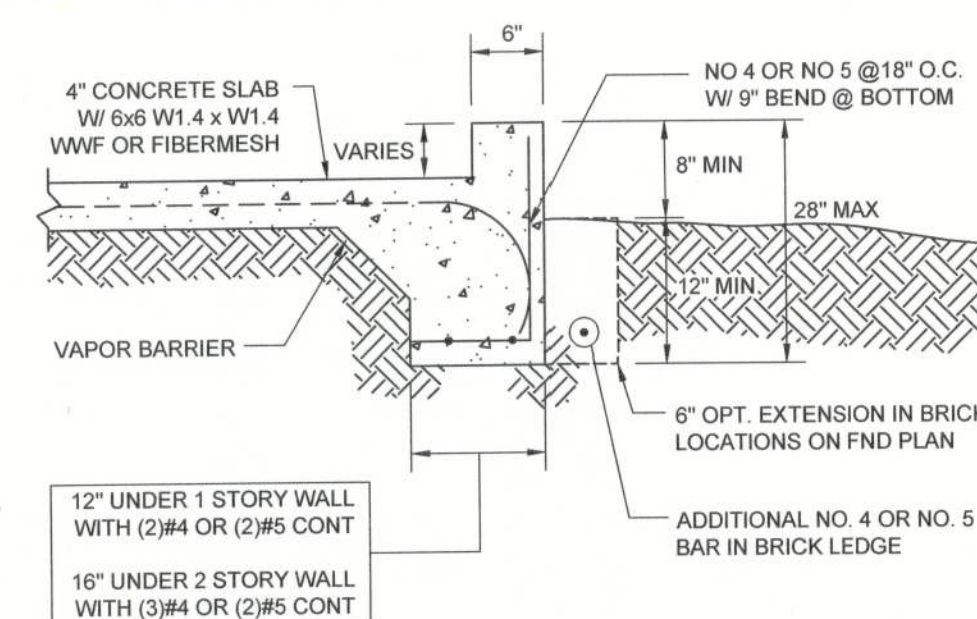 6"
4" CONCRETE SLAB
W/ 6x6 W1.4 x W1.4
WWF OR FIBERMESH
VARIES
NO 4 OR NO 5 @18" O.C.
W/ 9" BEND @ BOTTOM
8" MIN
28" MAX
12" MIN
VAPOR BARRIER
6" OPT. EXTENSION IN BRICK
LOCATIONS ON FND PLAN
12" UNDER 1 STORY WALL
WITH (2)#4 OR (2)#5 CONT
16" UNDER 2 STORY WALL
WITH (3)#4 OR (2)#5 CONT
ADDITIONAL NO. 4 OR NO. 5
BAR IN BRICK LEDGE